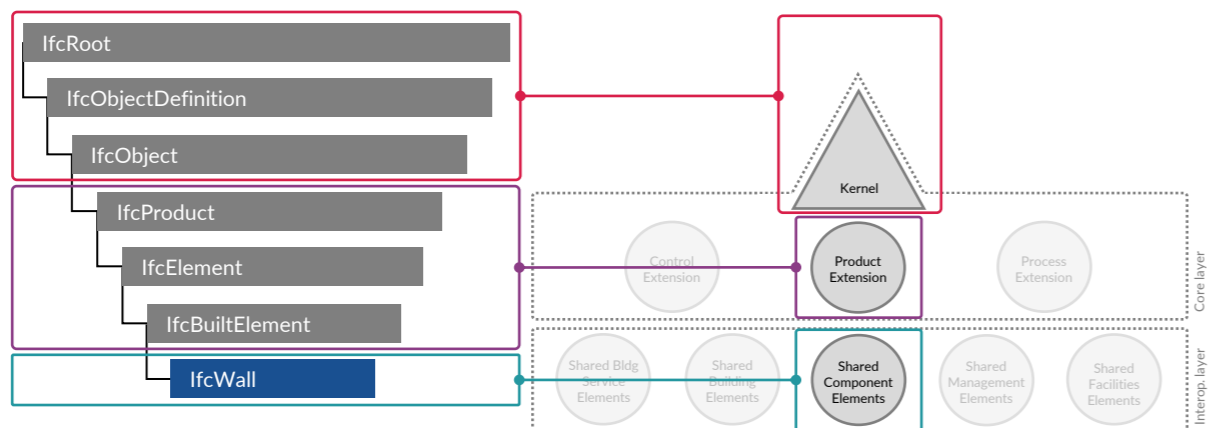 IfcRoot
IfcObjectDefinition
IfcObject
IfcProduct
IfcElement
IfcBuiltElement
IfcWall
Kernel
Control
Extension
Product
Extension
Process
Extension
Core layer
Shared Bldg
Service
Elements
Shared
Building
Elements
Shared
Component
Elements
Shared
Management
Elements
Shared
Facilities
Elements
Interop. layer